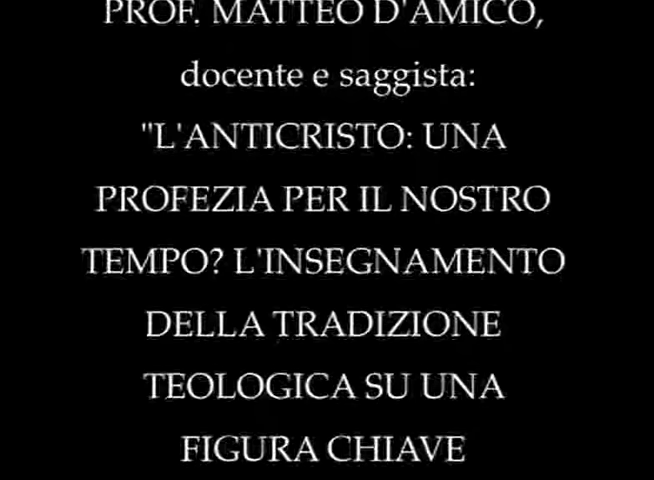 PROF. MATTEO D'AMICO,
docente e saggista:
"L'ANTICRISTO: UNA
PROFEZIA PER IL NOSTRO
TEMPO? L'INSEGNAMENTO
DELLA TRADIZIONE
TEOLOGICA SU UNA
FIGURA CHIAVE